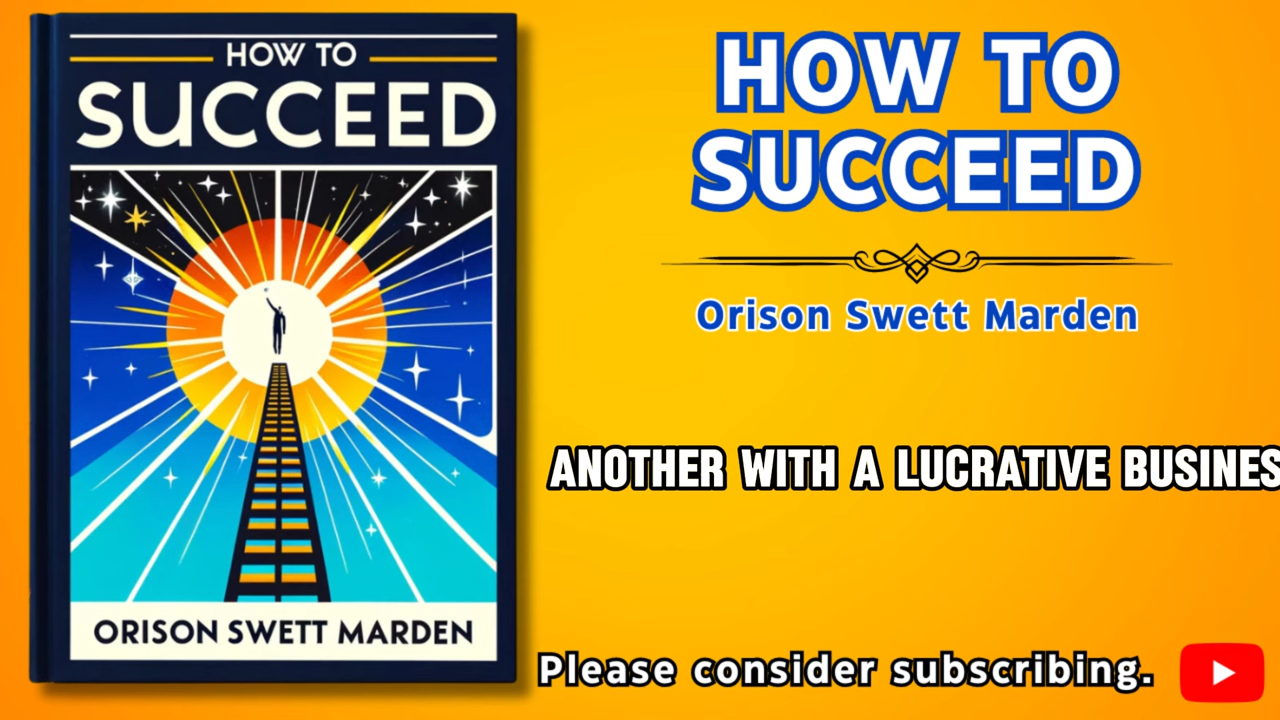 HOW TO
SUCCEED
ORISON SWETT MARDEN
HOW TO
SUCCEED
Orison Swett Marden
ANOTHER WITH A LUCRATIVE BUSINES
Please consider subscribing.